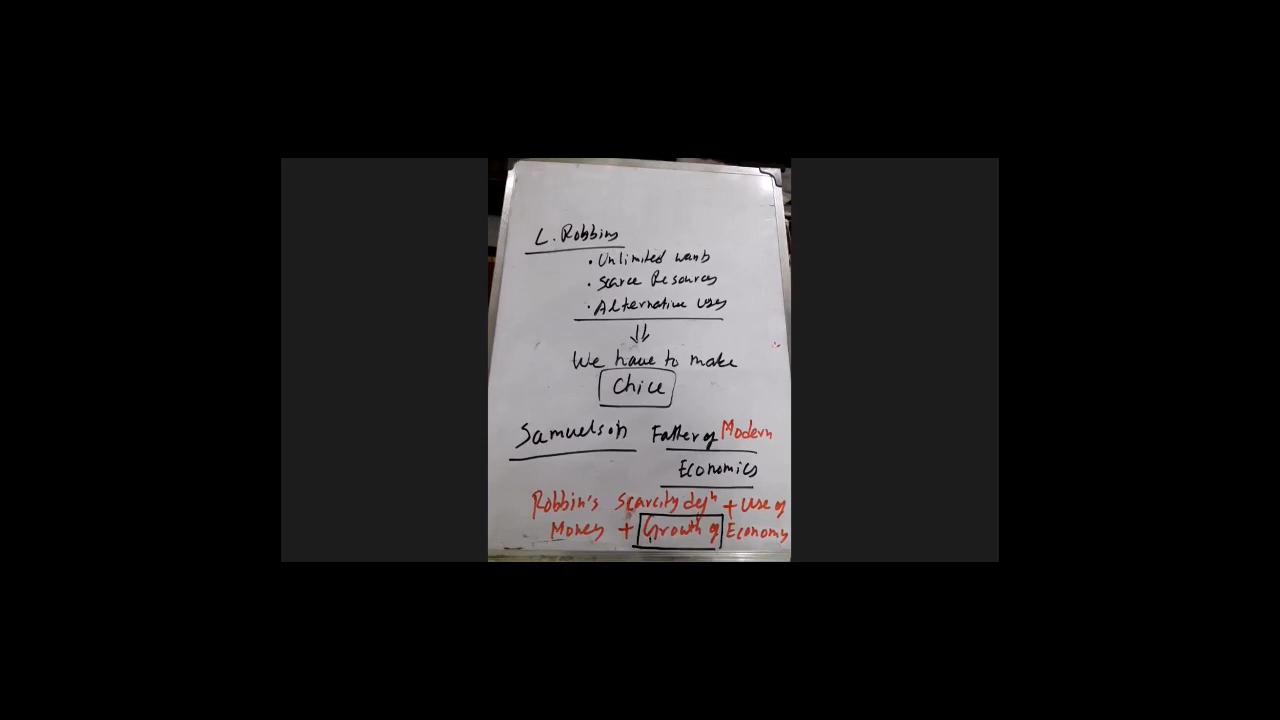 L. Robbins
• Unlimited wants
• Scarce Resources
• Alternative uses
⇓
We have to make
Chice
Samuelson Father of Modern
Economics
Robbin's Scarcity defn + use of
Money + Growth of Economy